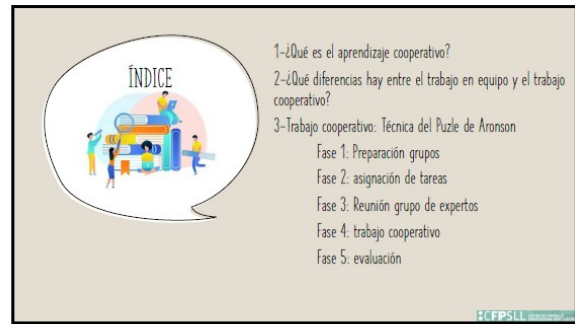 ÍNDICE
1-¿Qué es el aprendizaje cooperativo?
2-¿Qué diferencias hay entre el trabajo en equipo y el trabajo
cooperativo?
3-Trabajo cooperativo: Técnica del Puzle de Aronson
Fase 1: Preparación grupos
Fase 2: asignación de tareas
Fase 3: Reunión grupo de expertos
Fase 4: trabajo cooperativo
Fase 5: evaluación
CFPSLL